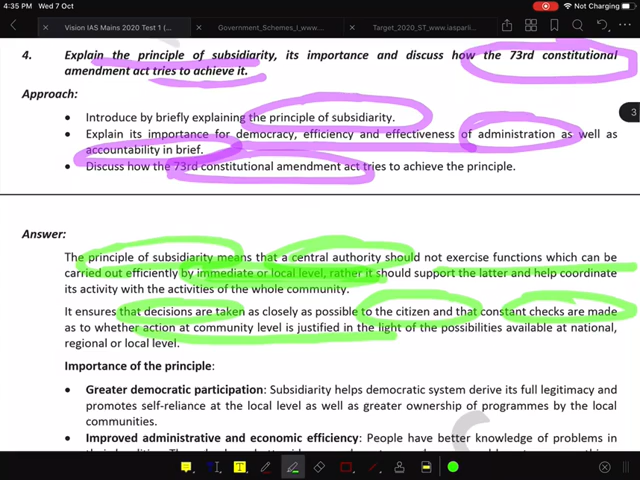 4:35 PM Wed 7 Oct
Not Charging
Vision IAS Mains 2020 Test 1 (
Government_Schemes_I_www...
Target_2020_ST_www.iasparli...
4. Explain the principle of subsidiarity, its importance and discuss how the 73rd constitutional
amendment act tries to achieve it.
3
Approach:
• Introduce by briefly explaining the principle of subsidiarity.
• Explain its importance for democracy, efficiency and effectiveness of administration as well as
accountability in brief.
• Discuss how the 73rd constitutional amendment act tries to achieve the principle.
Answer:
The principle of subsidiarity means that a central authority should not exercise functions which can be
carried out efficiently by immediate or local level, rather it should support the latter and help coordinate
its activity with the activities of the whole community.
It ensures that decisions are taken as closely as possible to the citizen and that constant checks are made
as to whether action at community level is justified in the light of the possibilities available at national,
regional or local level.
Importance of the principle:
• Greater democratic participation: Subsidiarity helps democratic system derive its full legitimacy and
promotes self-reliance at the local level as well as greater ownership of programmes by the local
communities.
• Improved administrative and economic efficiency: People have better knowledge of problems in